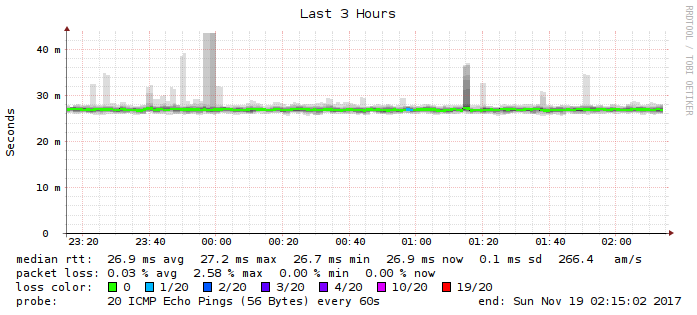 Last 3 Hours
RRDTOOL / TOBI OETIKER
Seconds
40 m
30 m
20 m
10 m
0
23:20 23:40 00:00 00:20 00:40 01:00 01:20 01:40 02:00
median rtt: 26.9 ms avg 27.2 ms max 26.7 ms min 26.9 ms now 0.1 ms sd 266.4 am/s
packet loss: 0.03 % avg 2.58 % max 0.00 % min 0.00 % now
loss color: 0 1/20 2/20 3/20 4/20 10/20 19/20
probe: 20 ICMP Echo Pings (56 Bytes) every 60s end: Sun Nov 19 02:15:02 2017